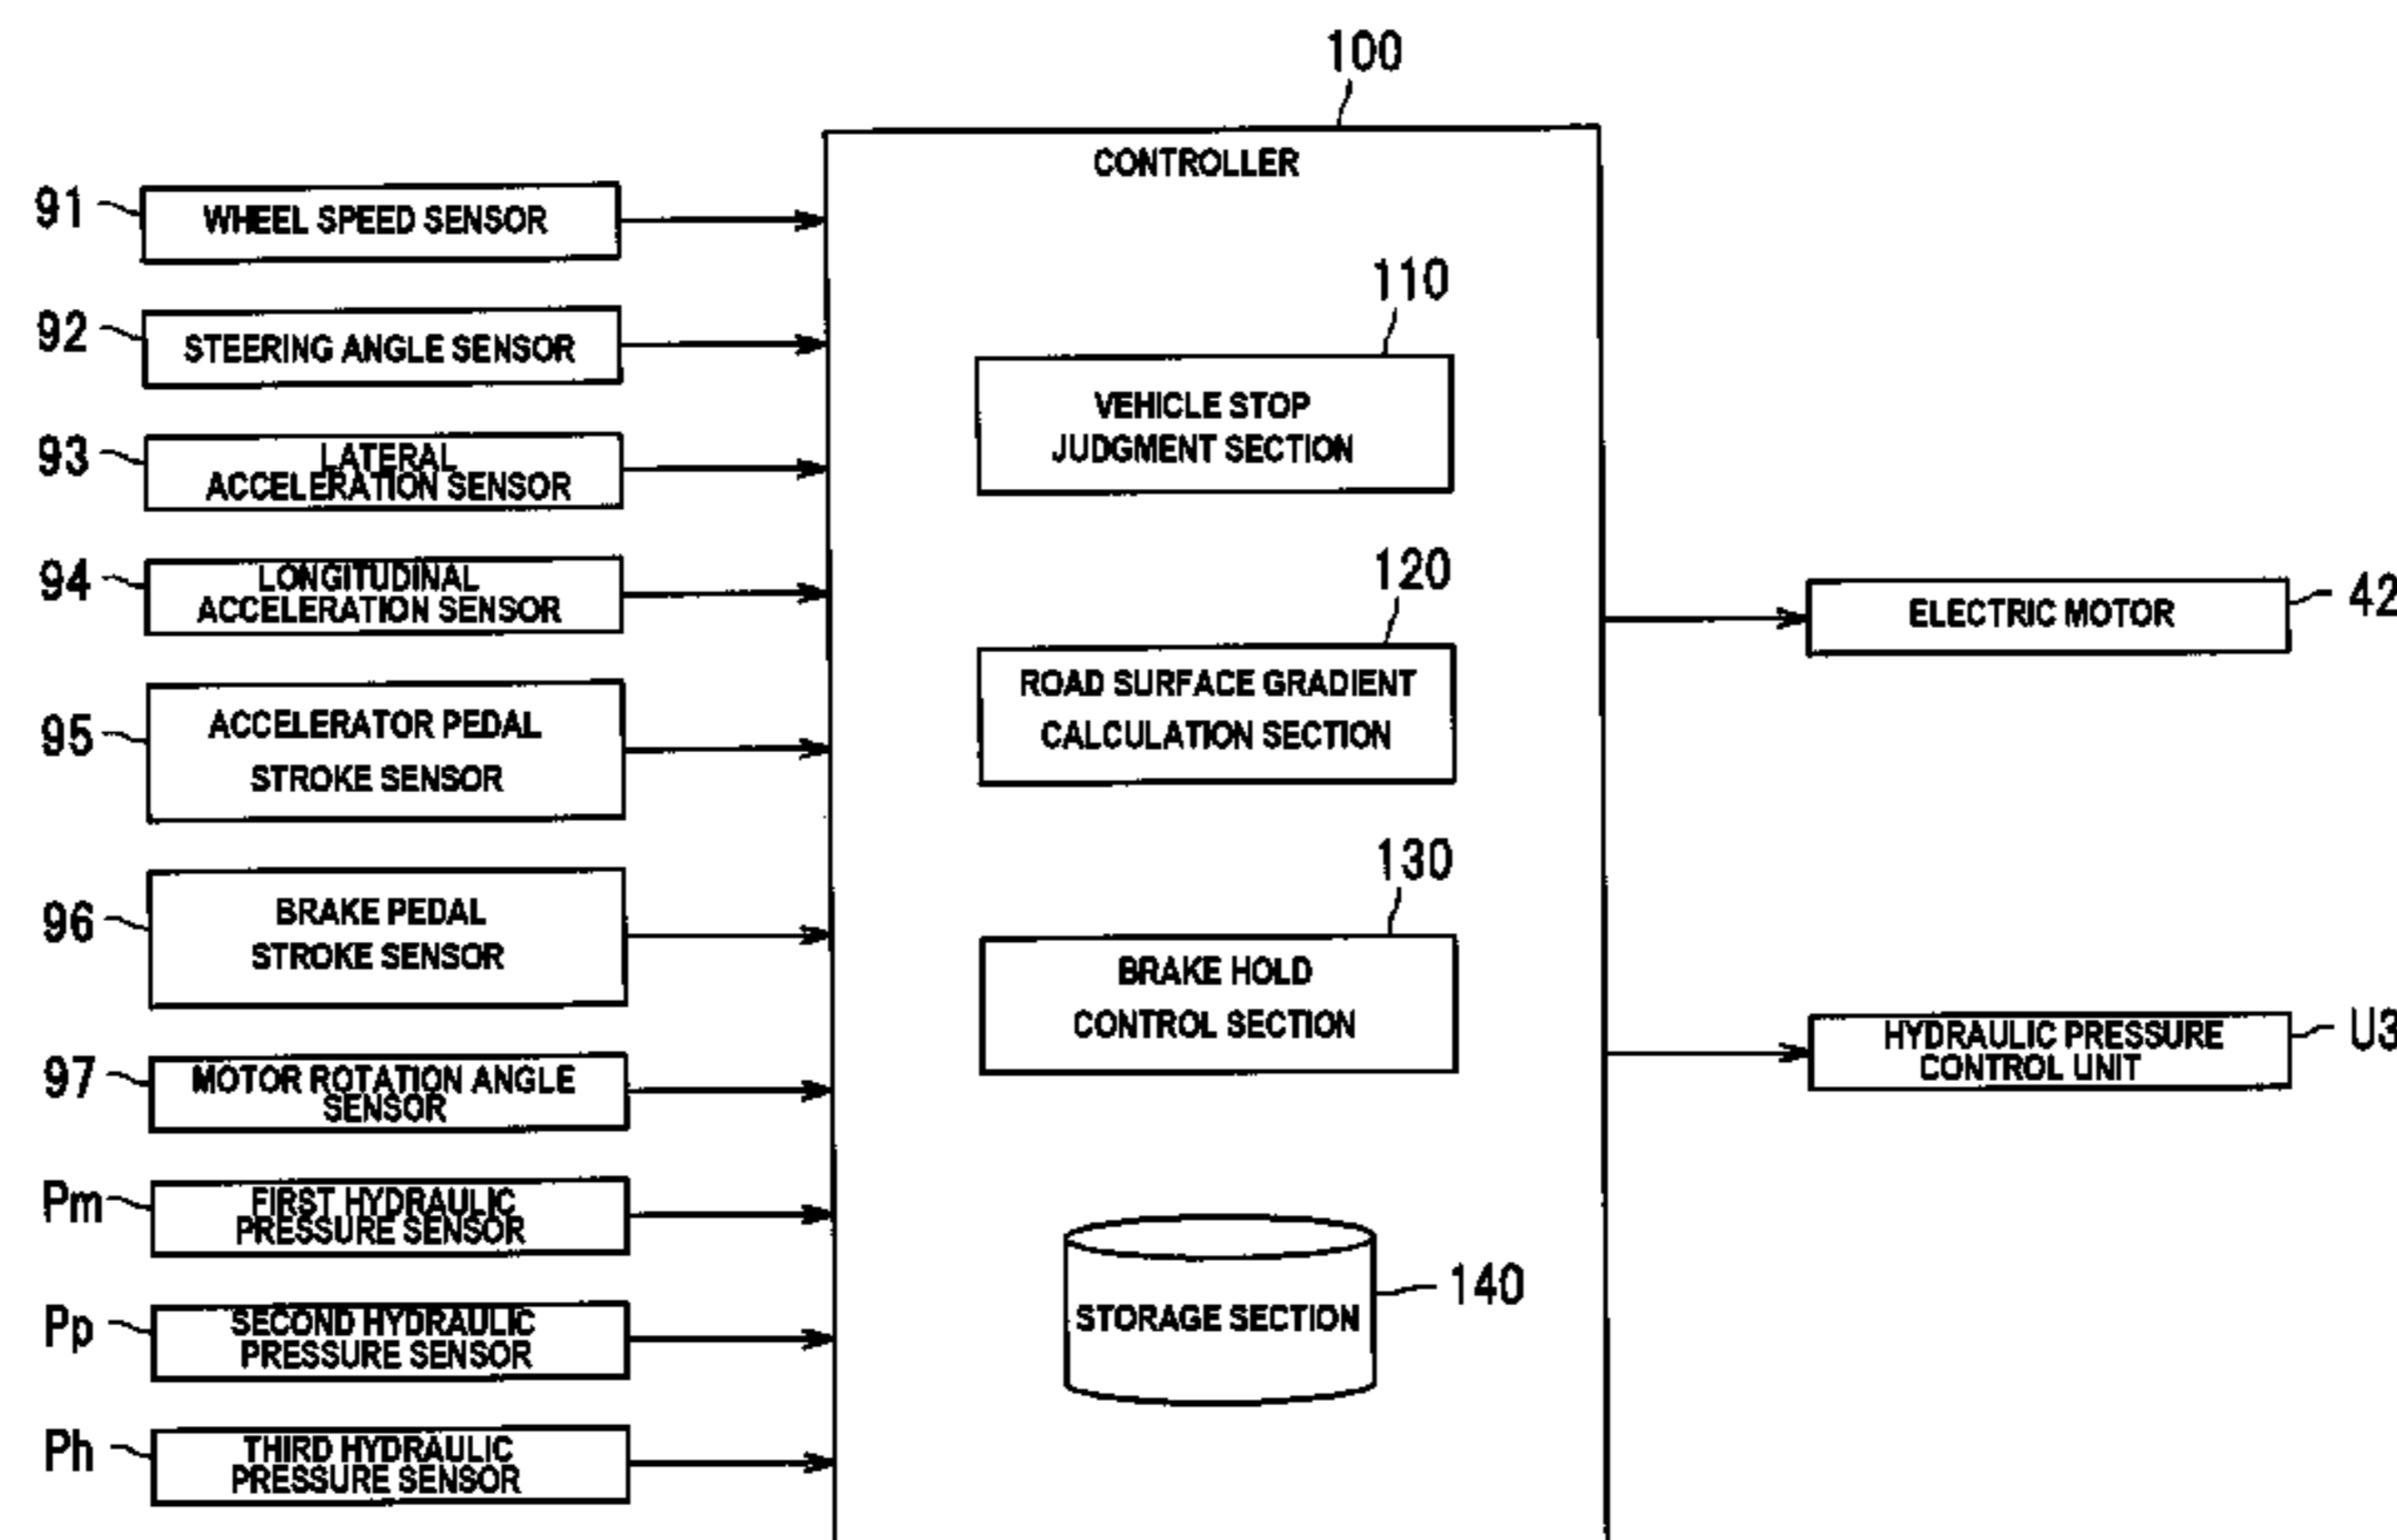 100
CONTROLLER
91
WHEEL SPEED SENSOR
92
STEERING ANGLE SENSOR
93
LATERAL
ACCELERATION SENSOR
94
LONGITUDINAL
ACCELERATION SENSOR
95
ACCELERATOR PEDAL
STROKE SENSOR
96
BRAKE PEDAL
STROKE SENSOR
97
MOTOR ROTATION ANGLE
SENSOR
Pm
FIRST HYDRAULIC
PRESSURE SENSOR
Pp
SECOND HYDRAULIC
PRESSURE SENSOR
Ph
THIRD HYDRAULIC
PRESSURE SENSOR
110
VEHICLE STOP
JUDGMENT SECTION
120
ROAD SURFACE GRADIENT
CALCULATION SECTION
130
BRAKE HOLD
CONTROL SECTION
140
STORAGE SECTION
ELECTRIC MOTOR
42
HYDRAULIC PRESSURE
CONTROL UNIT
U3